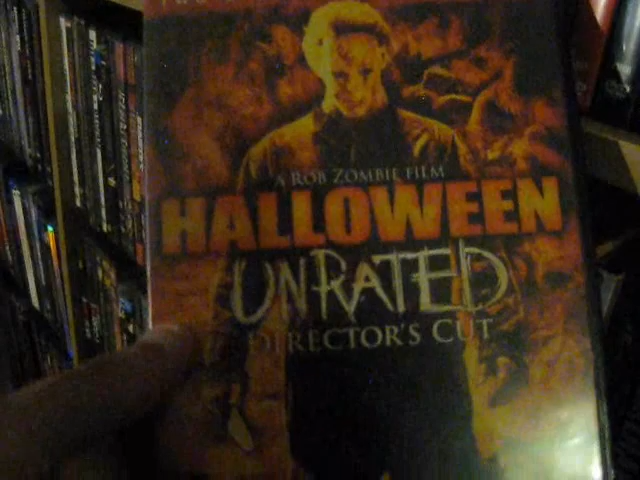 A ROB ZOMBIE FILM
HALLOWEEN
UNRATED
DIRECTOR'S CUT